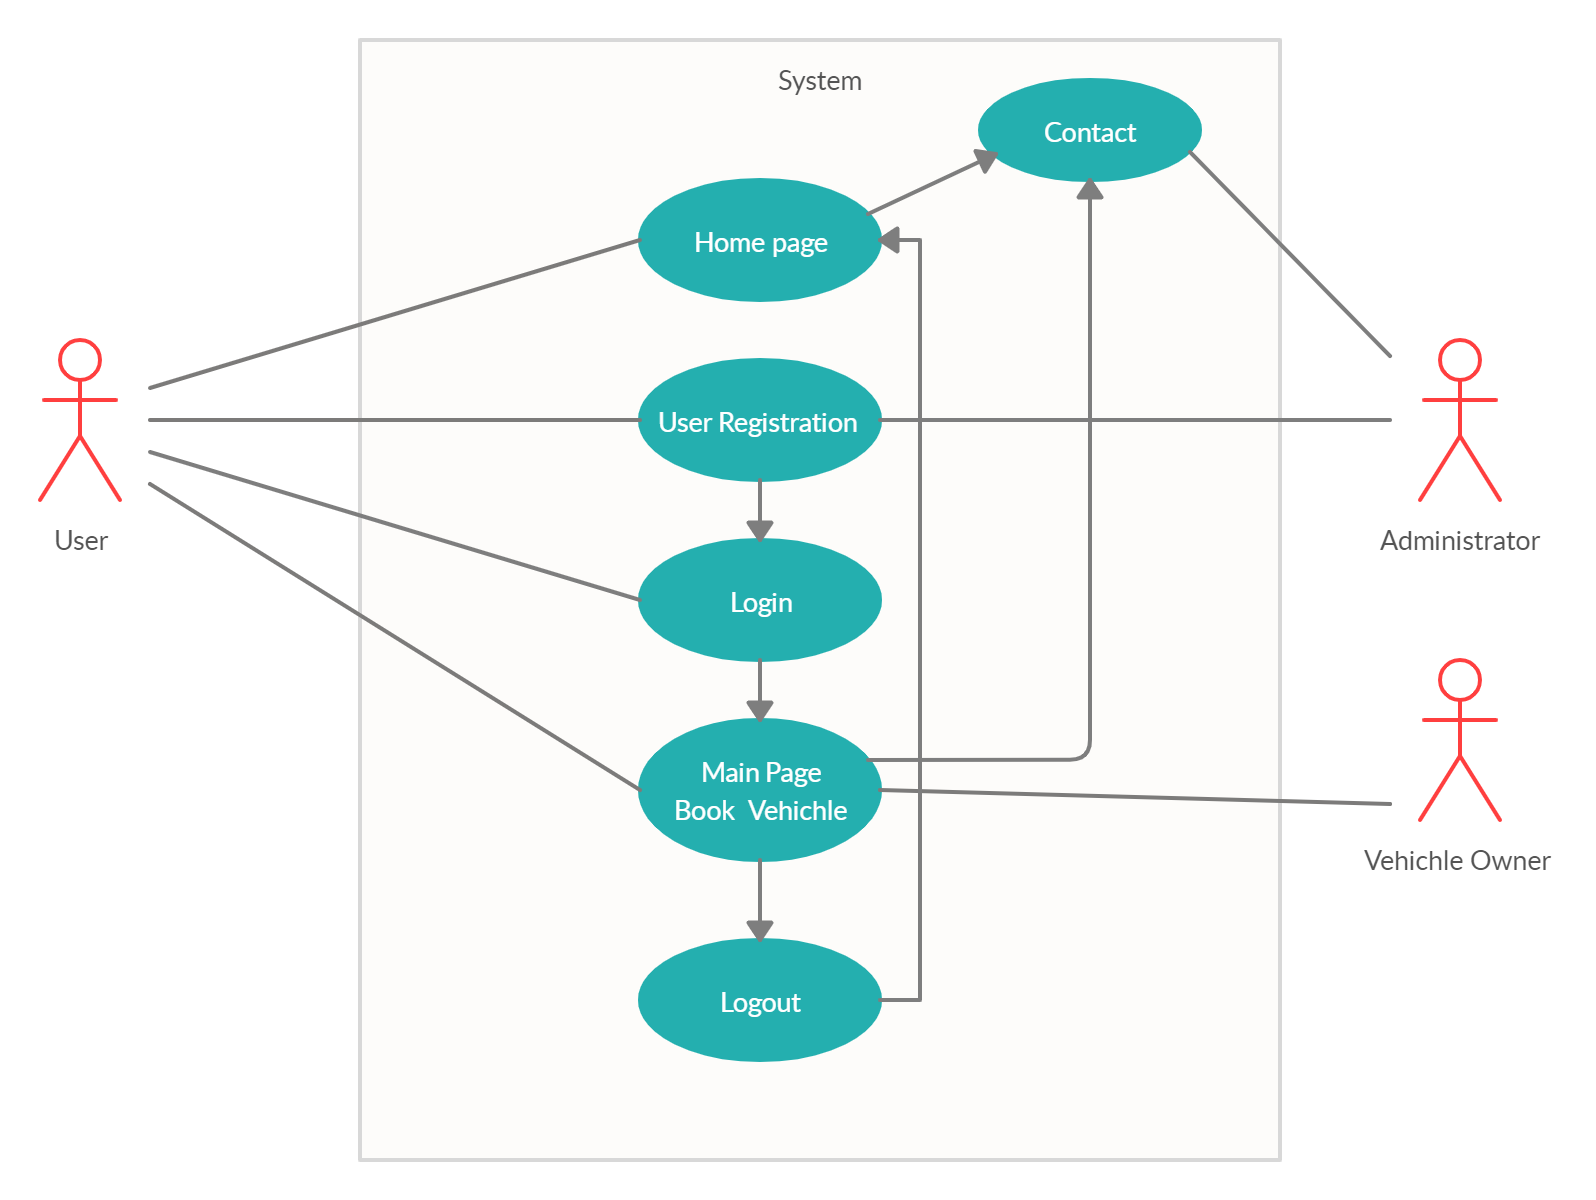 System
Contact
Home page
User Registration
User
Administrator
Login
Main Page
Book  Vehichle
Vehichle Owner
Logout